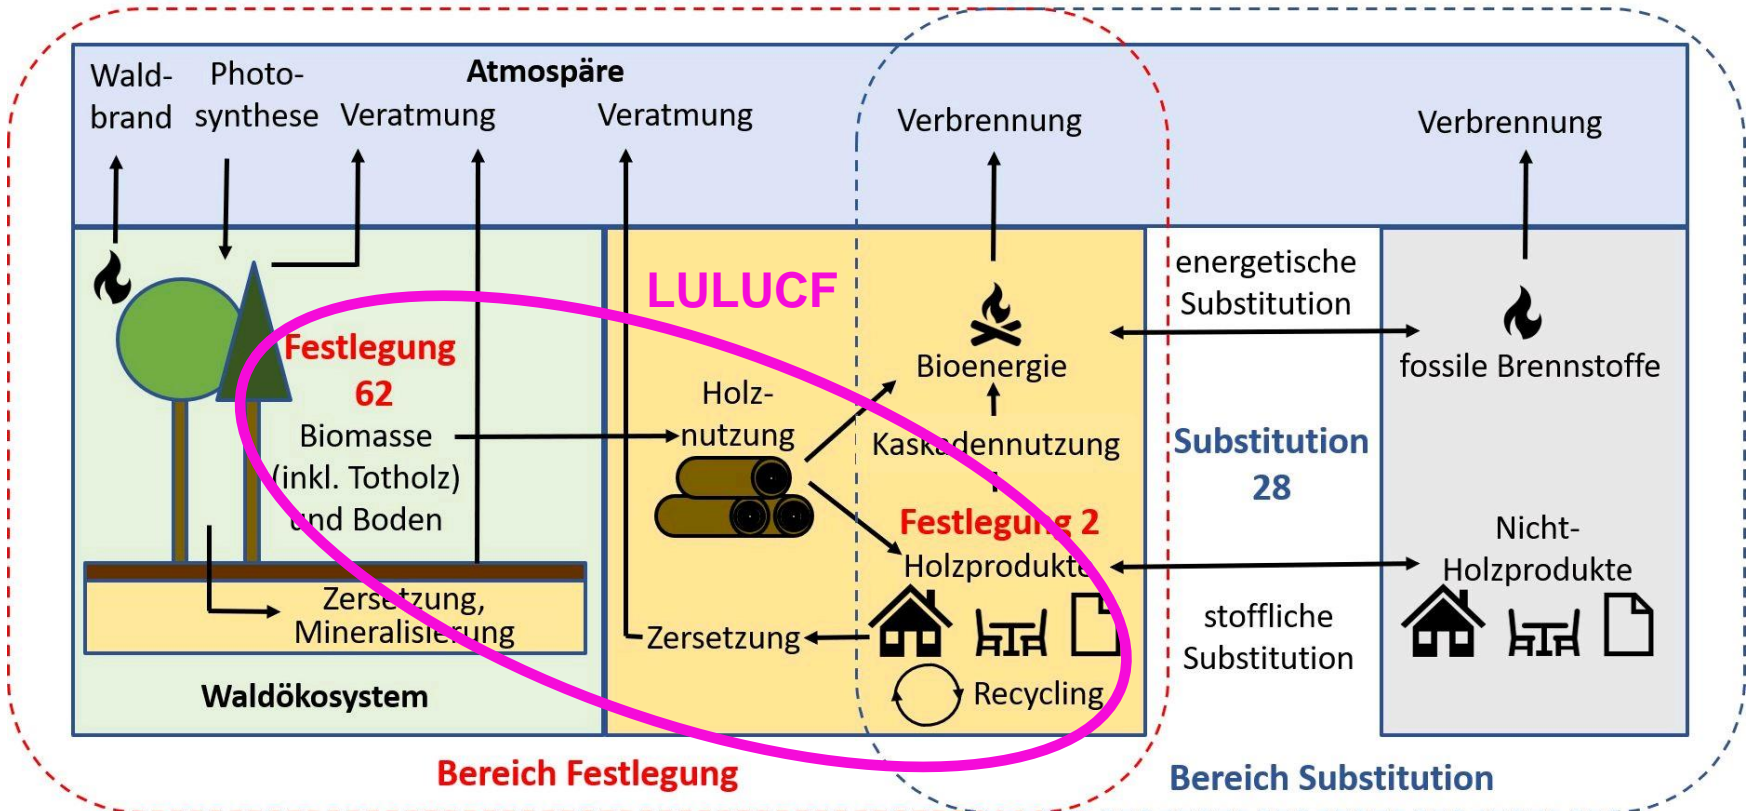 Wald-
brand
Photo-
synthese
Atmospäre
Veratmung
Veratmung
Verbrennung
Verbrennung
LULUCF
Festlegung
62
Biomasse
(inkl. Totholz)
und Boden
Zersetzung,
Mineralisierung
Waldökosystem
Holz-
nutzung
Bioenergie
Kaskadennutzung
Festlegung 2
Holzprodukte
Zersetzung
Recycling
energetische
Substitution
Substitution
28
stoffliche
Substitution
fossile Brennstoffe
Nicht-
Holzprodukte
Bereich Festlegung
Bereich Substitution